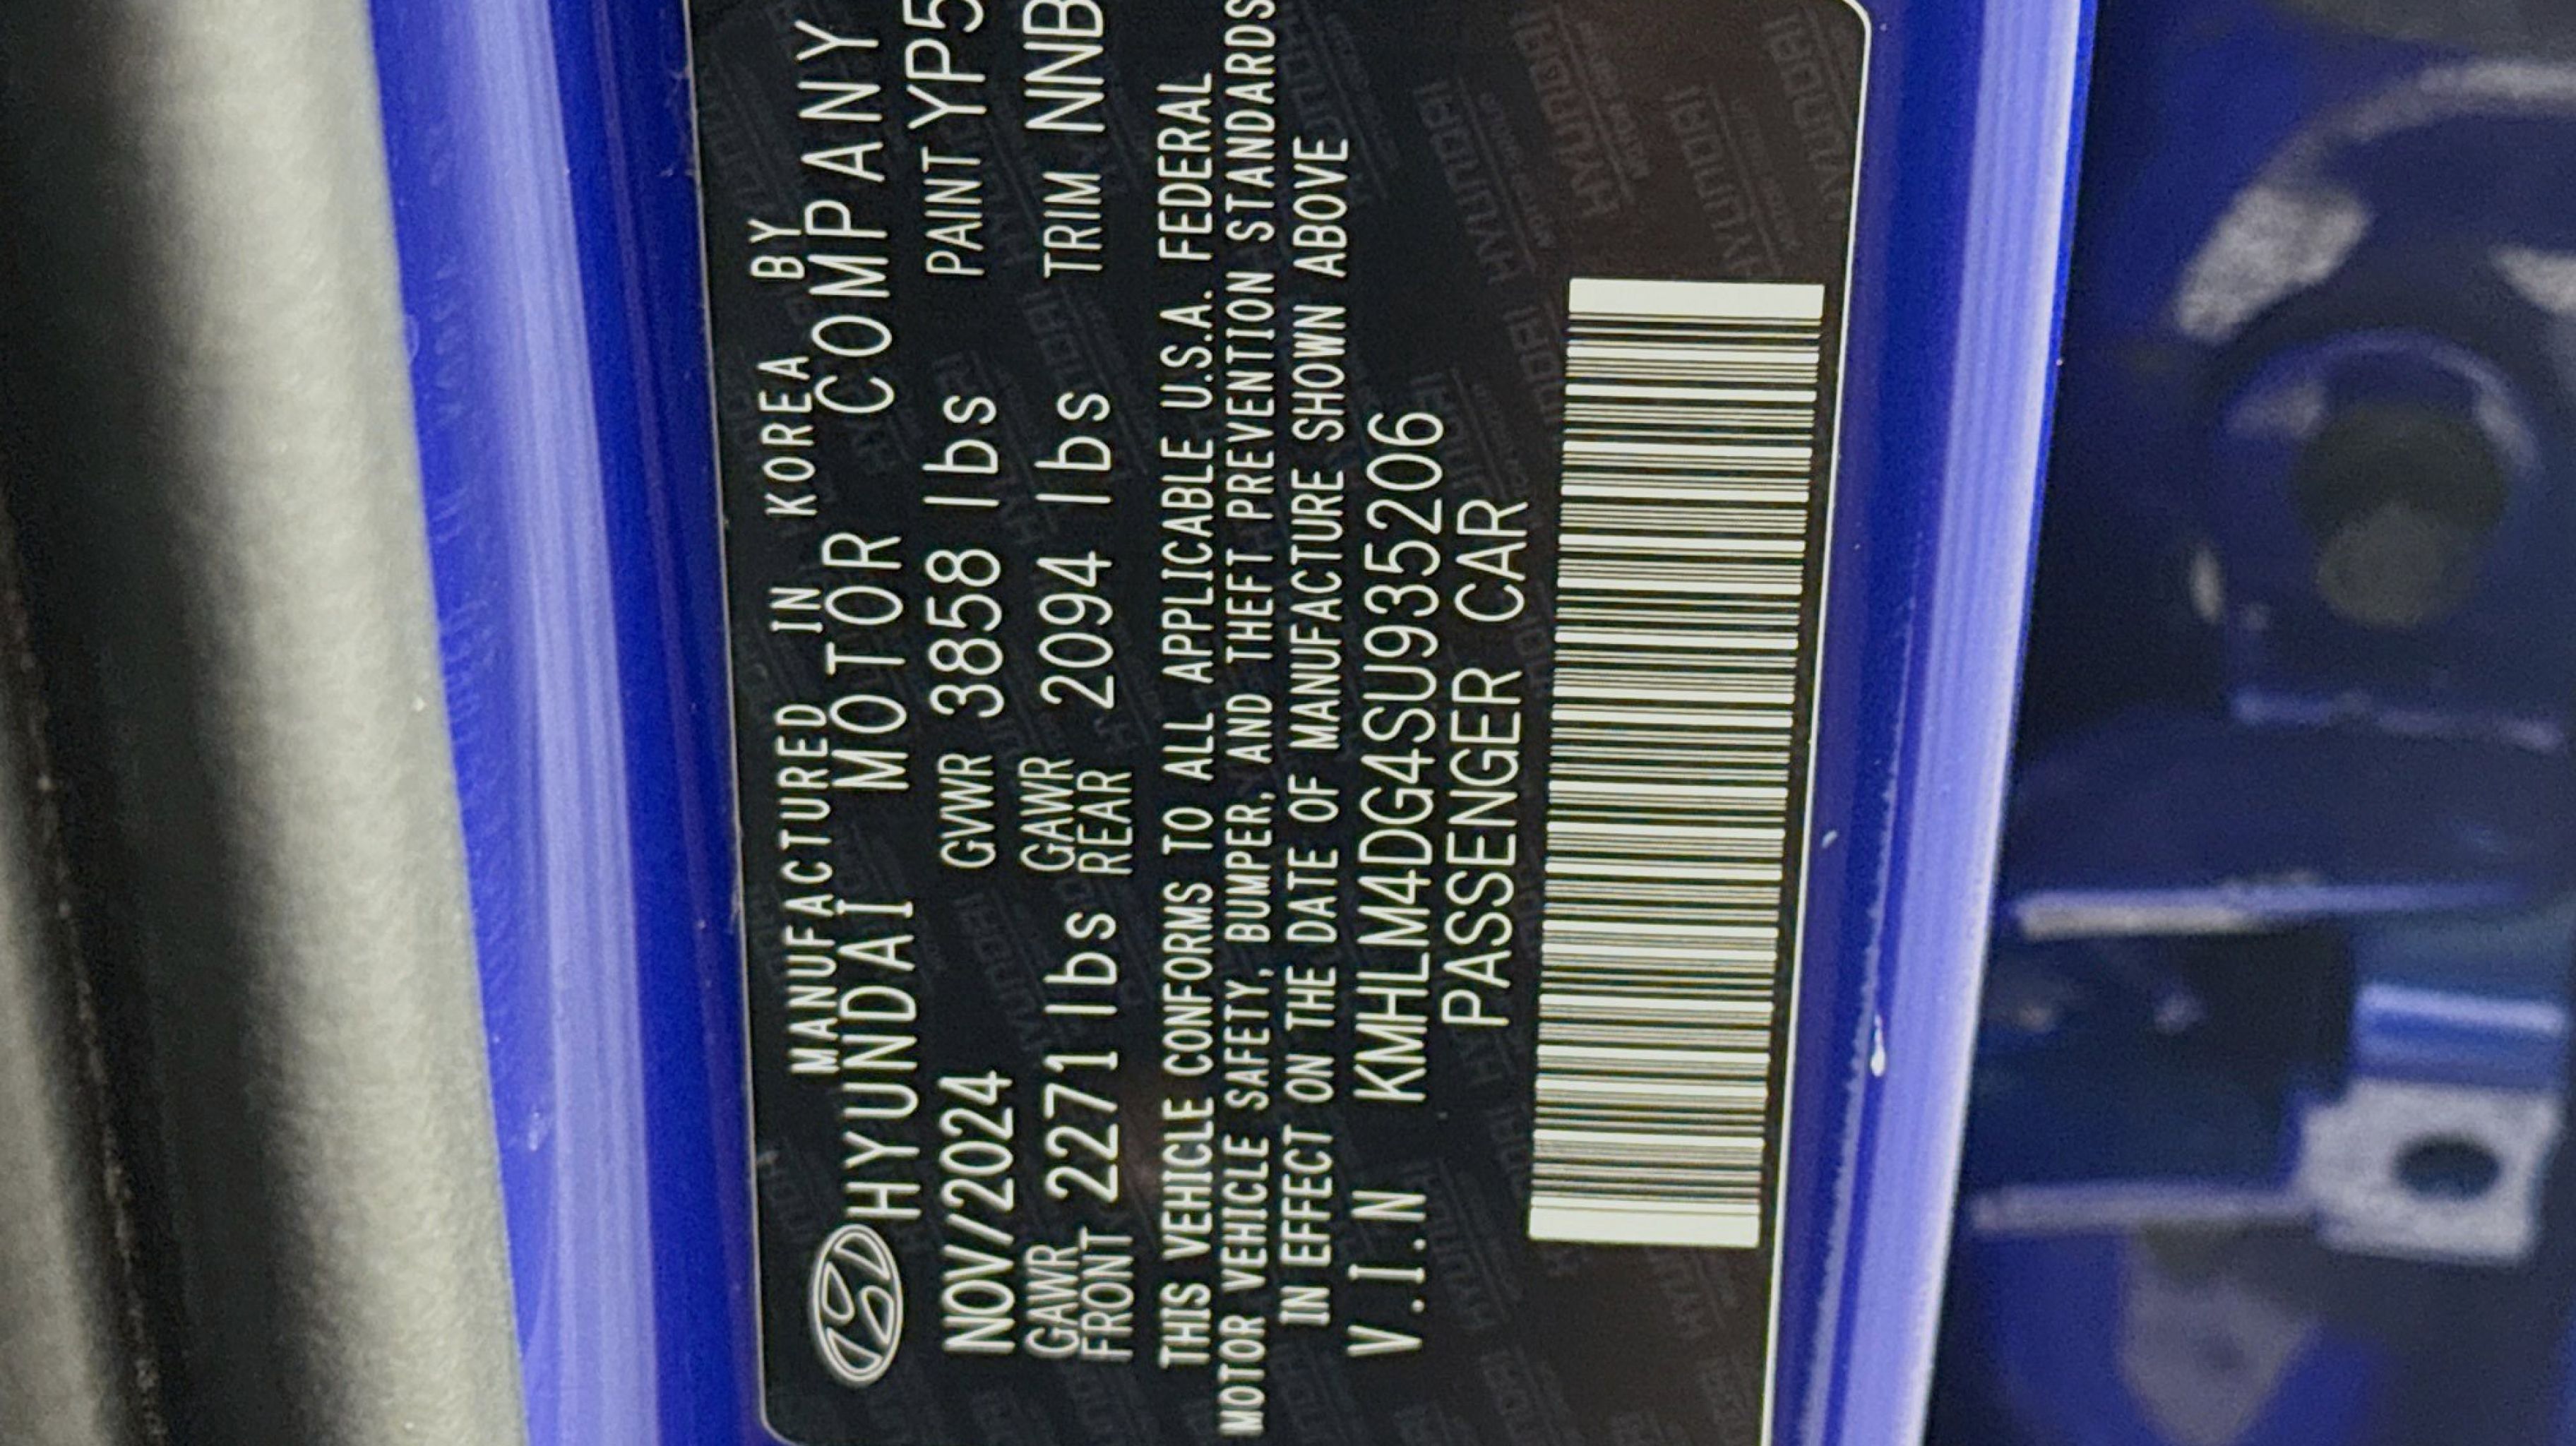 MANUFACTURED IN KOREA BY
HYUNDAI MOTOR COMPANY
NOV/2024 GVWR 3858 lbs PAINT YP5
GAWR FRONT 2271 lbs GAWR REAR 2094 lbs TRIM NNB
THIS VEHICLE CONFORMS TO ALL APPLICABLE U.S.A. FEDERAL
MOTOR VEHICLE SAFETY, BUMPER, AND THEFT PREVENTION STANDARDS
IN EFFECT ON THE DATE OF MANUFACTURE SHOWN ABOVE
V.I.N KMHLM4DG4SU935206
PASSENGER CAR